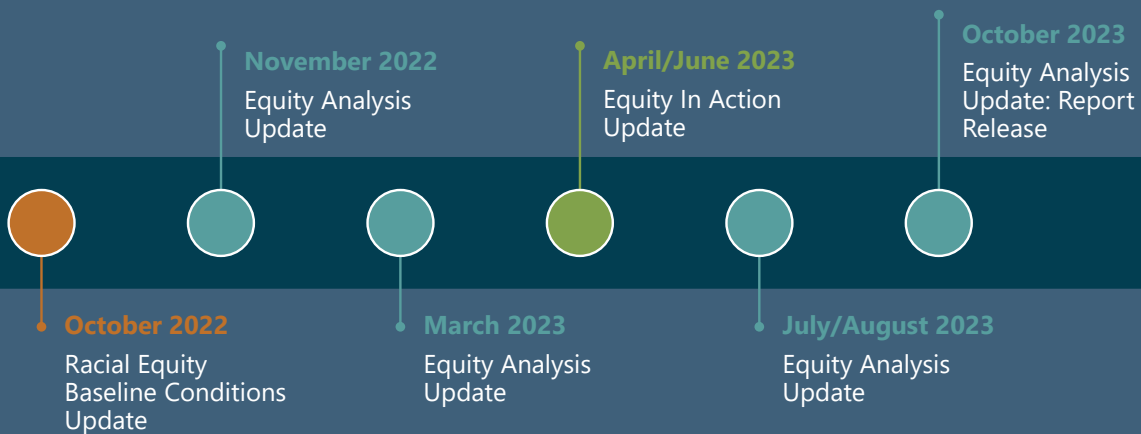 October 2022
Racial Equity
Baseline Conditions
Update
November 2022
Equity Analysis
Update
March 2023
Equity Analysis
Update
April/June 2023
Equity In Action
Update
July/August 2023
Equity Analysis
Update
October 2023
Equity Analysis
Update: Report
Release